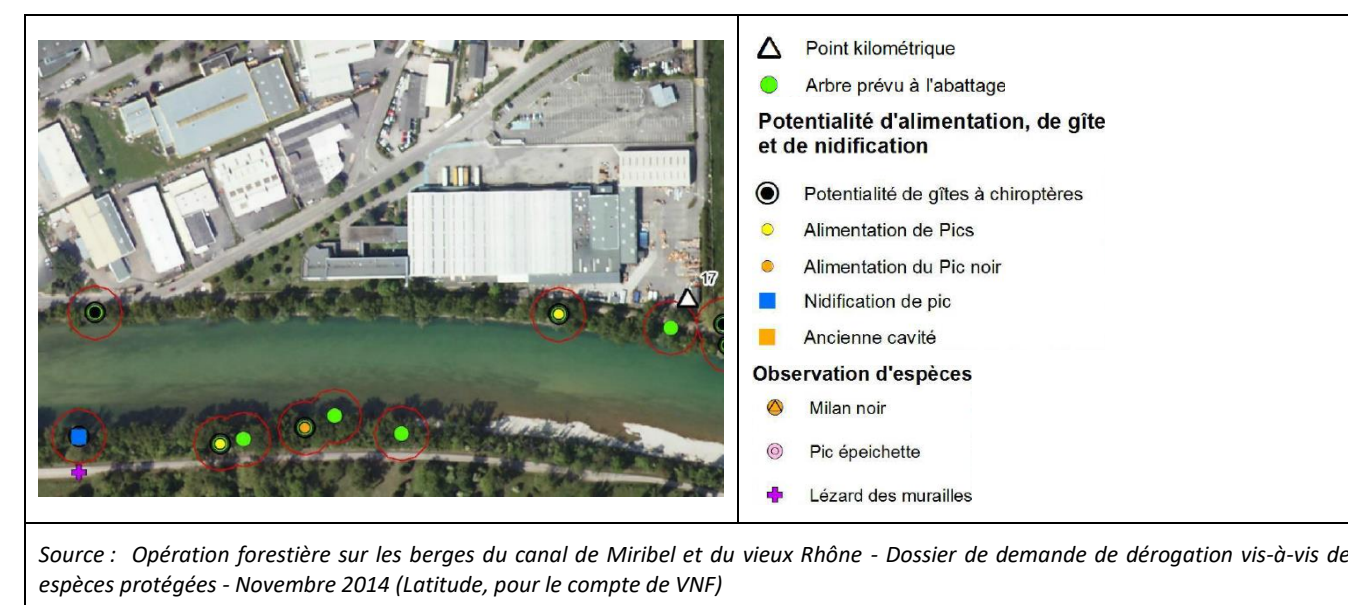 17
Point kilométrique
Arbre prévu à l'abattage
Potentialité d'alimentation, de gîte
et de nidification
Potentialité de gîtes à chiroptères
Alimentation de Pics
Alimentation du Pic noir
Nidification de pic
Ancienne cavité
Observation d'espèces
Milan noir
Pic épeichette
Lézard des murailles
Source : Opération forestière sur les berges du canal de Miribel et du vieux Rhône - Dossier de demande de dérogation vis-à-vis de
espèces protégées - Novembre 2014 (Latitude, pour le compte de VNF)